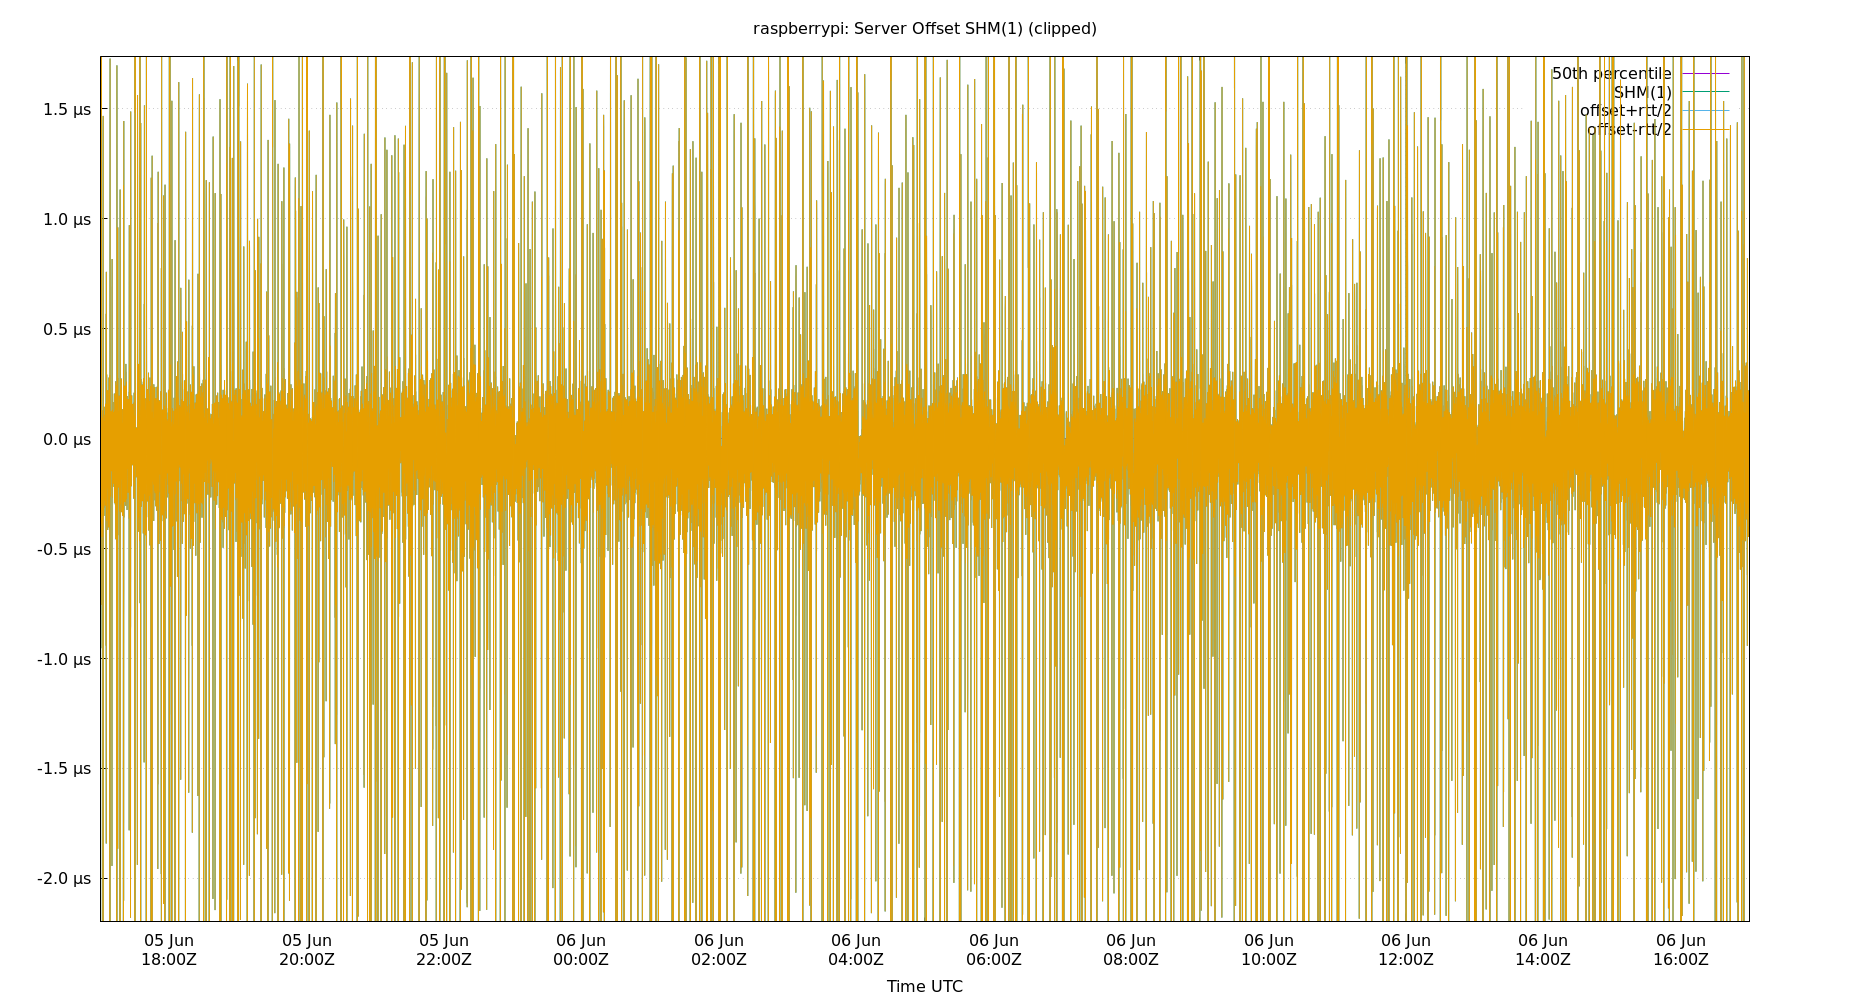 raspberrypi: Server Offset SHM(1) (clipped)
50th percentile
SHM(1)
offset+rtt/2
offset-rtt/2
1.5 µs
1.0 µs
0.5 µs
0.0 µs
-0.5 µs
-1.0 µs
-1.5 µs
-2.0 µs
05 Jun 05 Jun 05 Jun 06 Jun 06 Jun 06 Jun 06 Jun 06 Jun 06 Jun 06 Jun 06 Jun 06 Jun
18:00Z 20:00Z 22:00Z 00:00Z 02:00Z 04:00Z 06:00Z 08:00Z 10:00Z 12:00Z 14:00Z 16:00Z
Time UTC